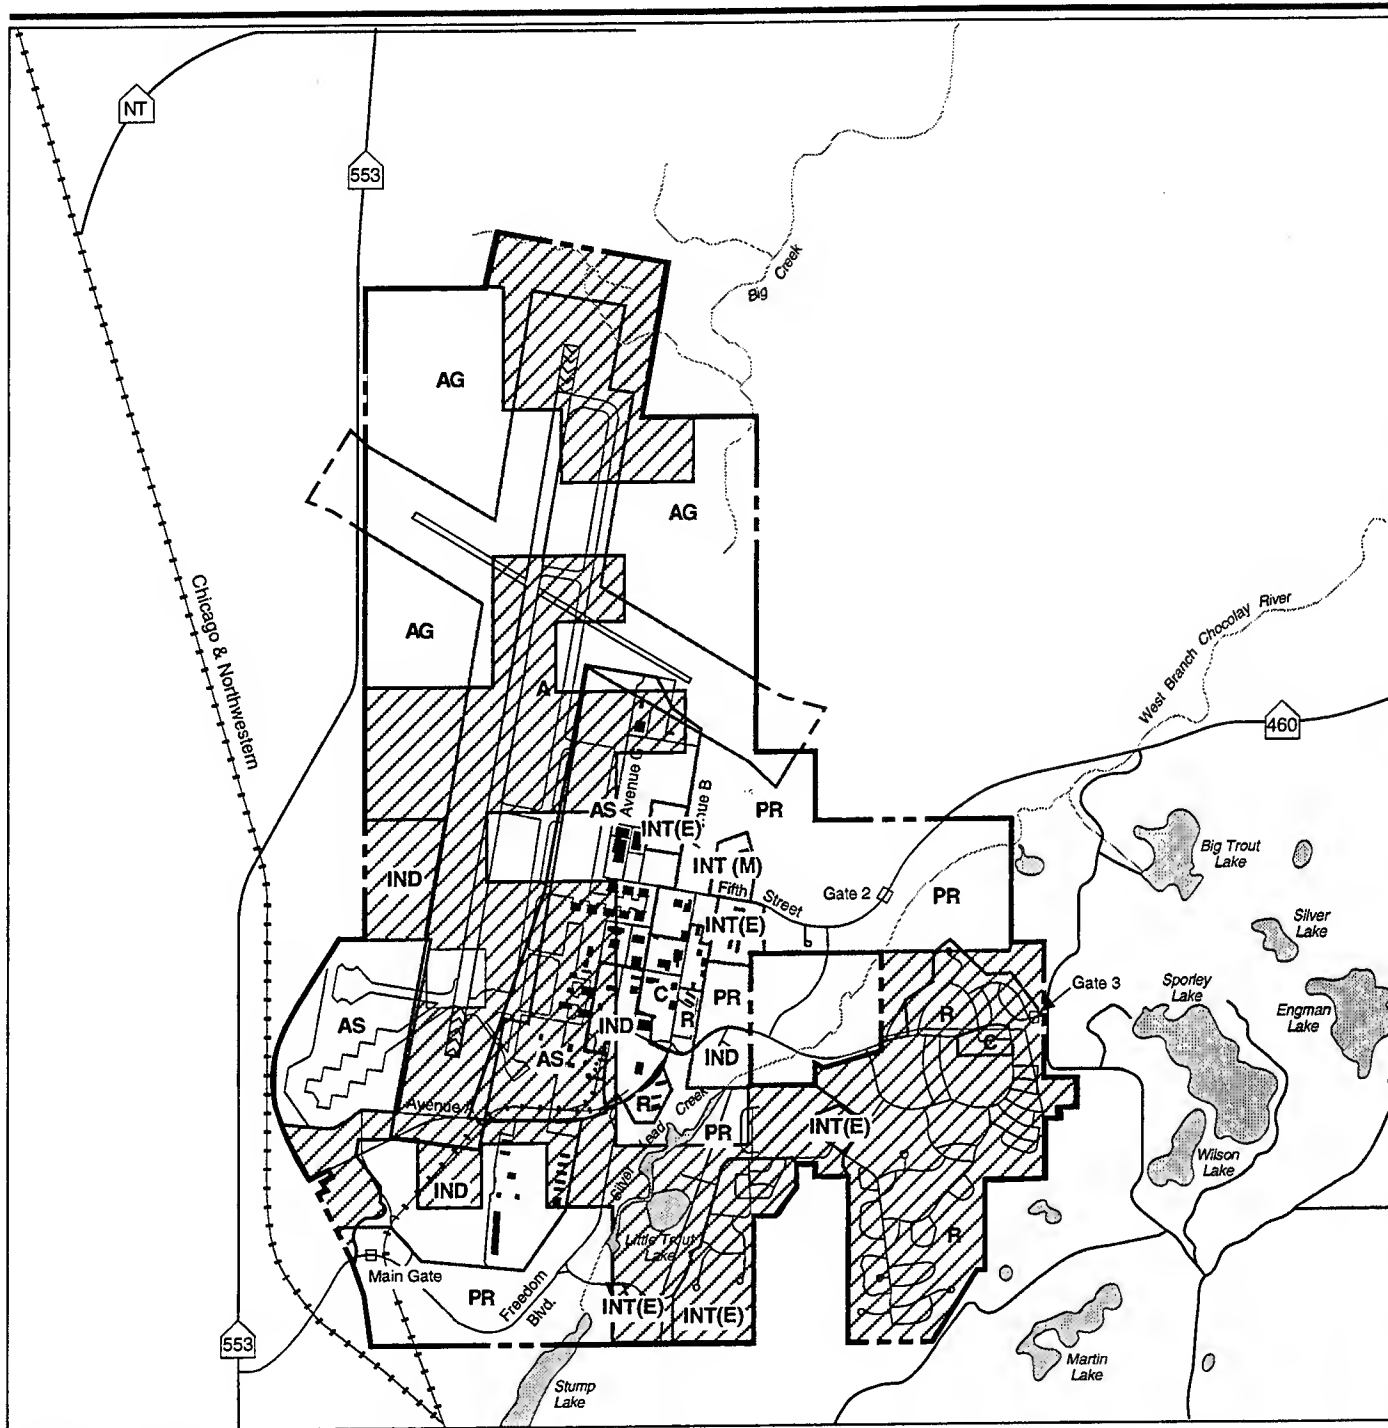 NT
553
Big Creek
AG
AG
Chicago & Northwestern
AG
West Branch Chocolay River
A
460
Avenue C
AS
PR
INT(E)
Big Trout
Lake
INT (M)
IND
Fifth Street
Gate 2
PR
INT(E)
Silver
Lake
Gate 3
Sporley
Lake
Engman
Lake
C
PR
R
R
AS
IND
C
AS
IND
Avenue A
R
Silver Lead Creek
PR
INT(E)
Wilson
Lake
IND
R
Little Trout
Lake
Main Gate
PR
Freedom
Blvd.
INT(E)
INT(E)
553
Martin
Lake
Stump
Lake